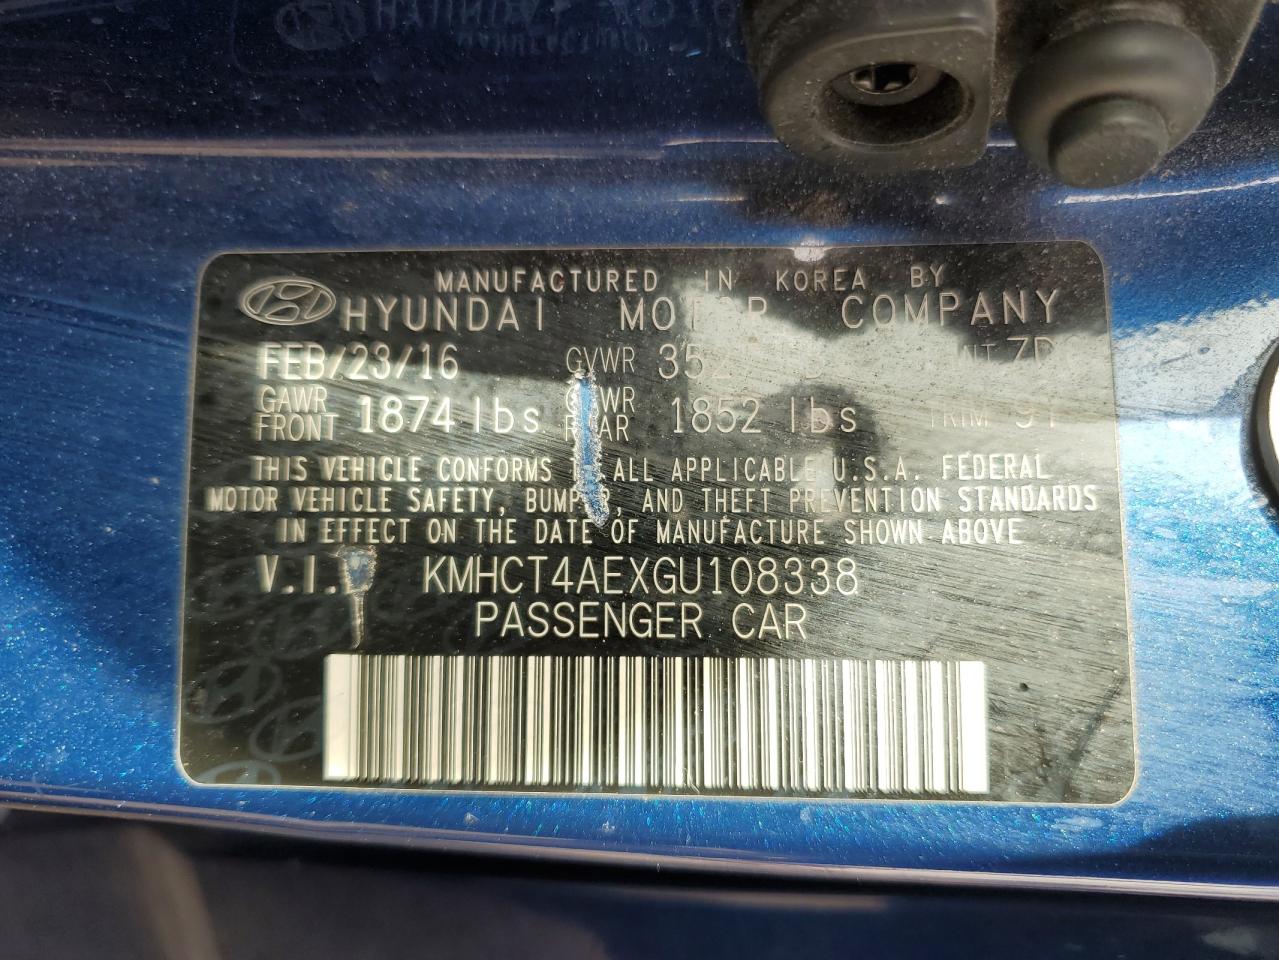 MANUFACTURED IN KOREA BY
HYUNDAI MOTOR COMPANY
FEB/23/16 GVWR
GAWR FRONT 1874 lbs 1852 lbs TRIM
THIS VEHICLE CONFORMS ALL APPLICABLE U.S.A. FEDERAL
MOTOR VEHICLE SAFETY, AND THEFT PREVENTION STANDARDS
IN EFFECT ON THE DATE OF MANUFACTURE SHOWN ABOVE
V.I. KMHCT4AEXGU108338
PASSENGER CAR